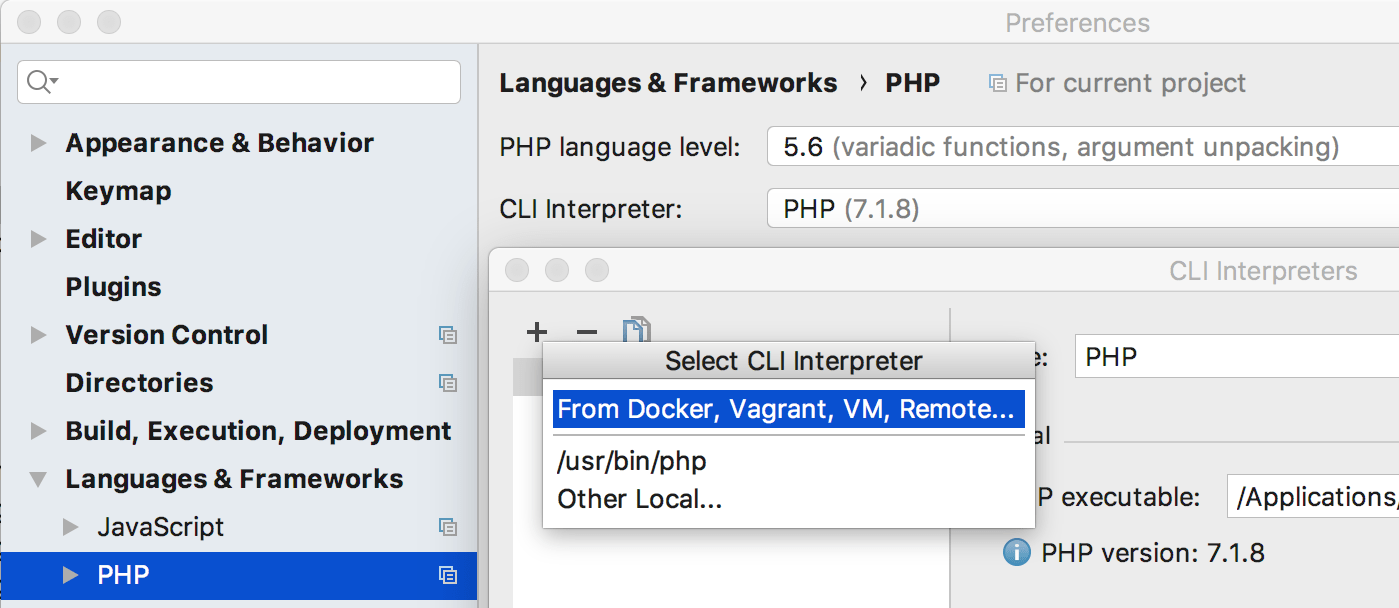 Preferences
Appearance & Behavior
Keymap
Editor
Plugins
Version Control
Directories
Build, Execution, Deployment
Languages & Frameworks
JavaScript
PHP
Languages & Frameworks › PHP
For current project
PHP language level: 5.6 (variadic functions, argument unpacking)
CLI Interpreter: PHP (7.1.8)
CLI Interpreters
Select CLI Interpreter
From Docker, Vagrant, VM, Remote...
/usr/bin/php
Other Local...
e: PHP
al
P executable: /Applications/
PHP version: 7.1.8